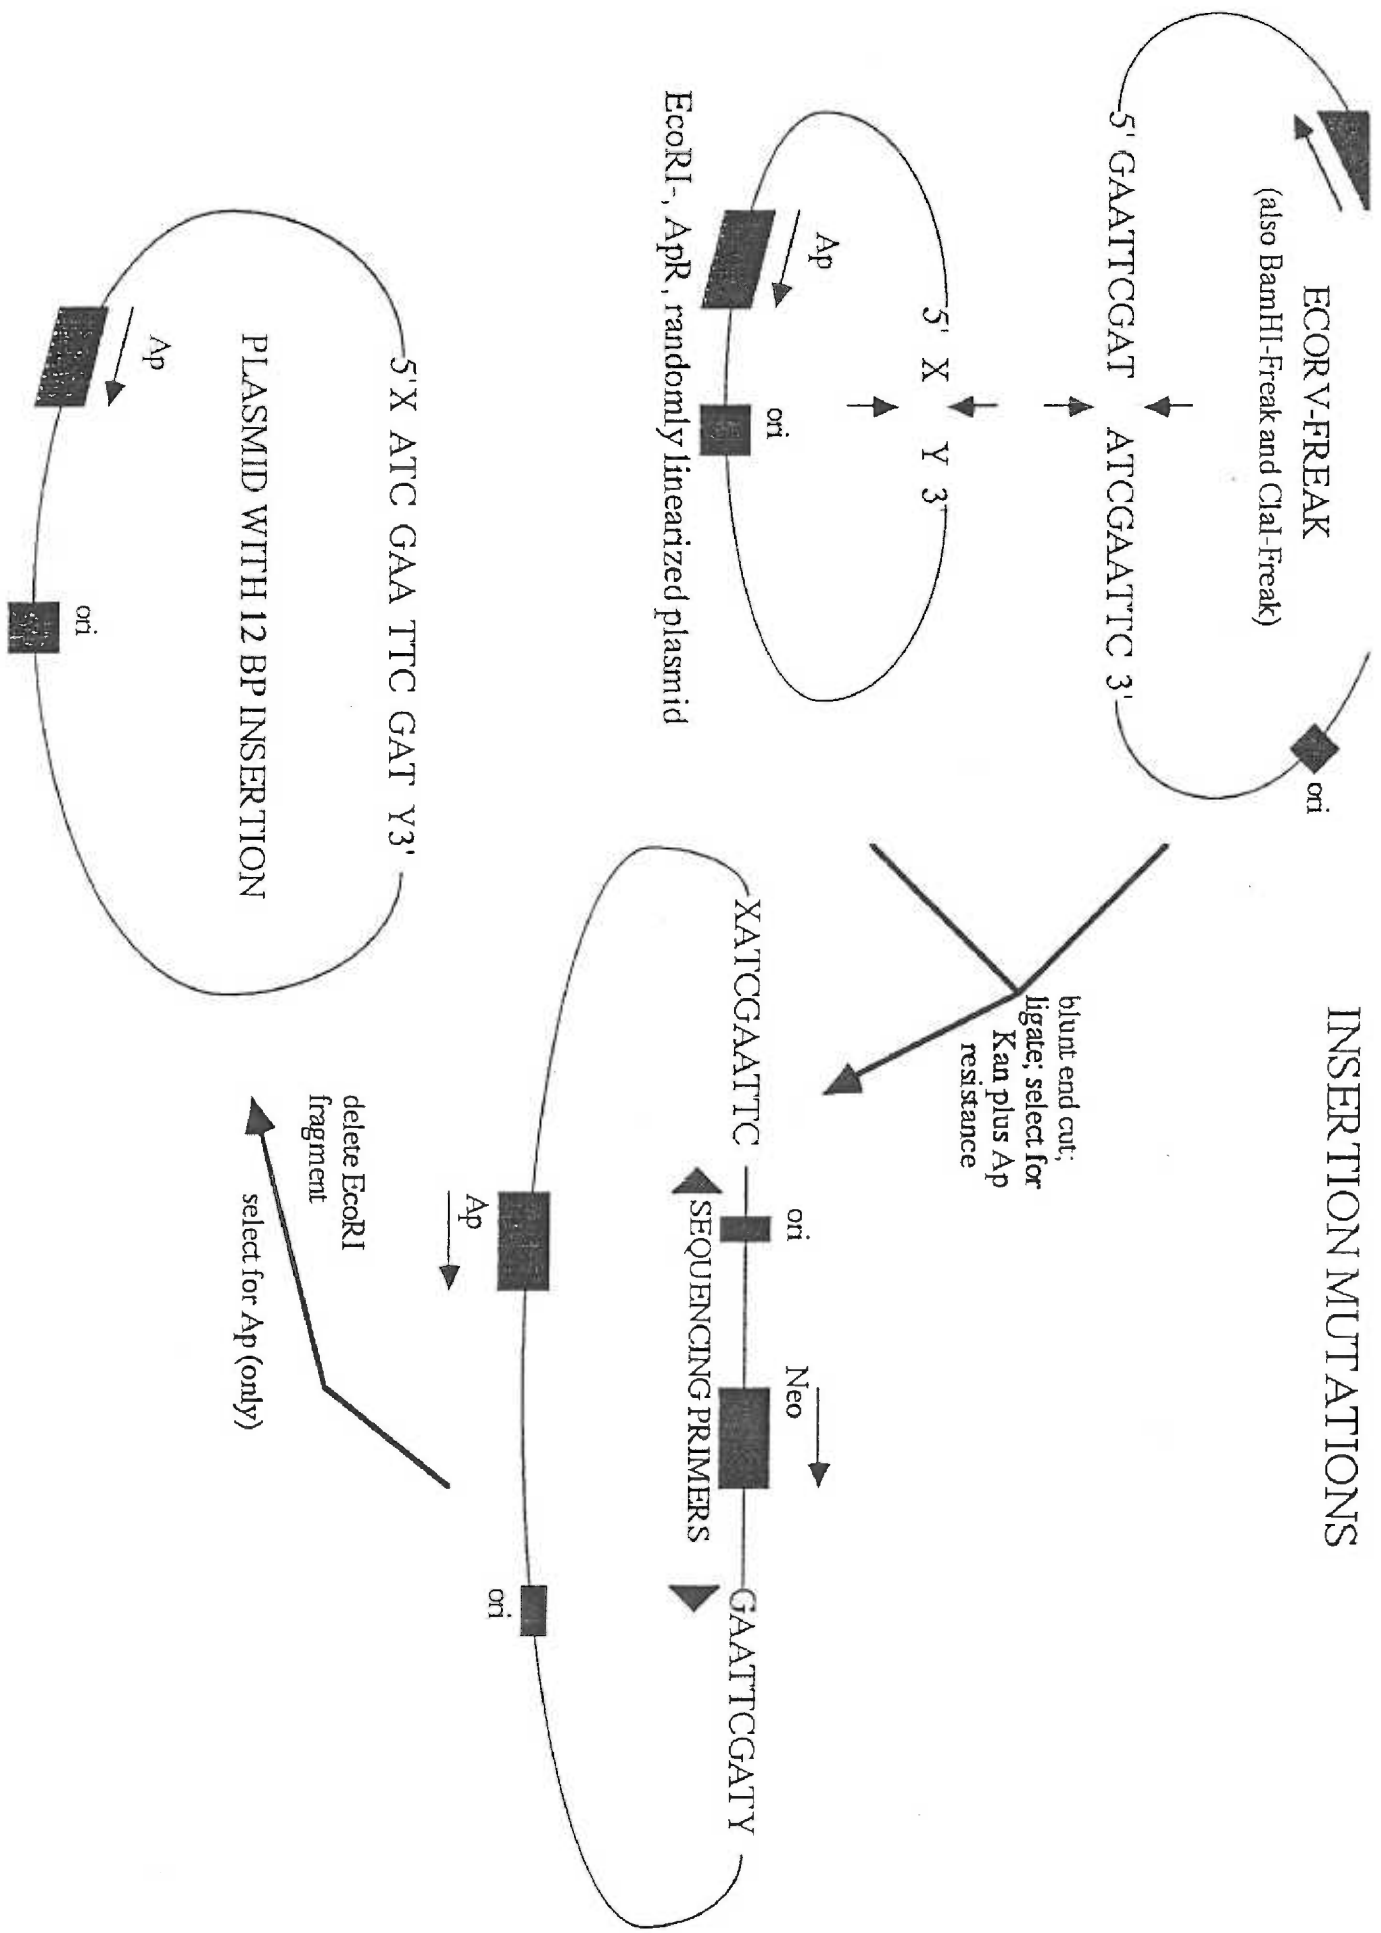 INSERTION MUTATIONS
ECORV-FREAK
(also BamHI-Freak and ClaI-Freak)
ori
5' GAATTCGAT ATCGAATTC 3'
5' X Y 3'
Ap
ori
EcoRI-, ApR, randomly linearized plasmid
blunt end cut;
ligate; select for
Kan plus Ap
resistance
ori
Neo
XATCGAATTC
GAATTCGATY
SEQUENCING PRIMERS
Ap
ori
delete EcoRI
fragment
select for Ap (only)
5'X ATC GAA TTC GAT Y3'
PLASMID WITH 12 BP INSERTION
Ap
ori